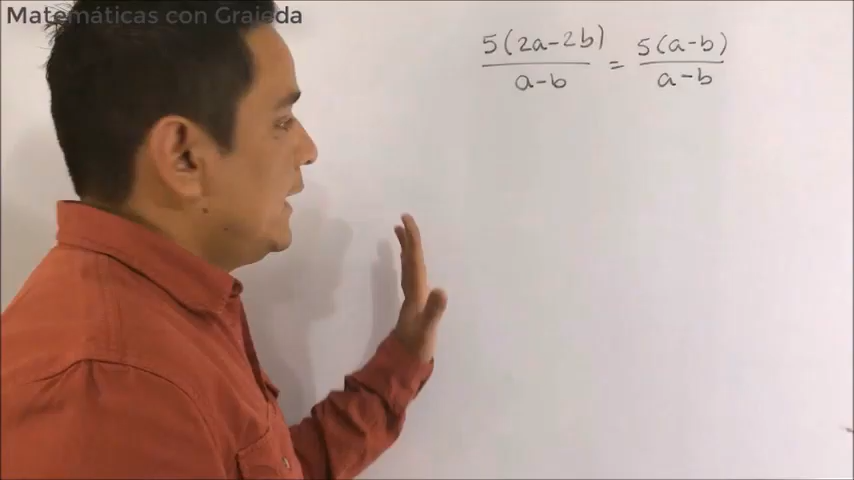 Matemáticas con Grajeda
5(2a-2b) / a-b = 5(a-b) / a-b